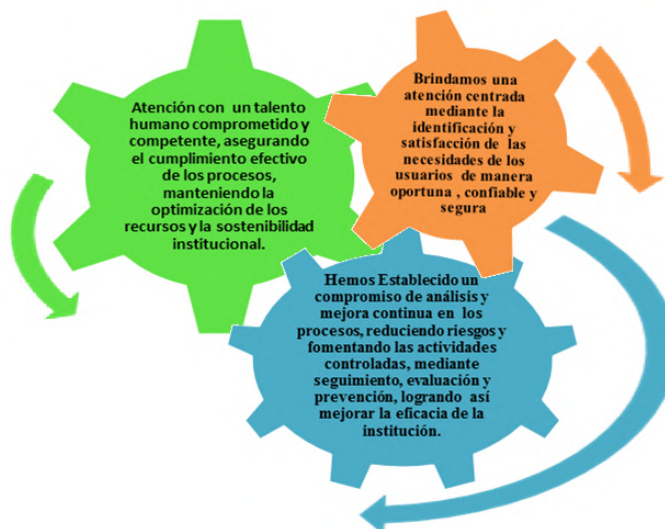 Atención con un talento
humano comprometido y
competente, asegurando
el cumplimiento efectivo
de los procesos,
manteniendo la
optimización de los
recursos y la sostenibilidad
institucional.
Brindamos una
atención centrada
mediante la
identificación y
satisfacción de las
necesidades de los
usuarios de manera
oportuna , confiable y
segura
Hemos Establecido un
compromiso de análisis y
mejora continua en los
procesos, reduciendo riesgos y
fomentando las actividades
controladas, mediante
seguimiento, evaluación y
prevención, logrando así
mejorar la eficacia de la
institución.